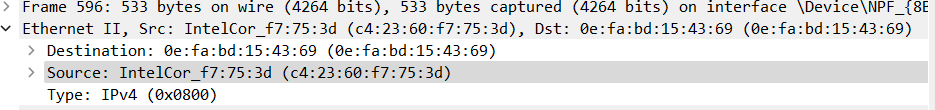 Frame 596: 533 bytes on wire (4264 bits), 533 bytes captured (4264 bits) on interface \Device\NPF_{8E
Ethernet II, Src: IntelCor_f7:75:3d (c4:23:60:f7:75:3d), Dst: 0e:fa:bd:15:43:69 (0e:fa:bd:15:43:69)
Destination: 0e:fa:bd:15:43:69 (0e:fa:bd:15:43:69)
Source: IntelCor_f7:75:3d (c4:23:60:f7:75:3d)
Type: IPv4 (0x0800)